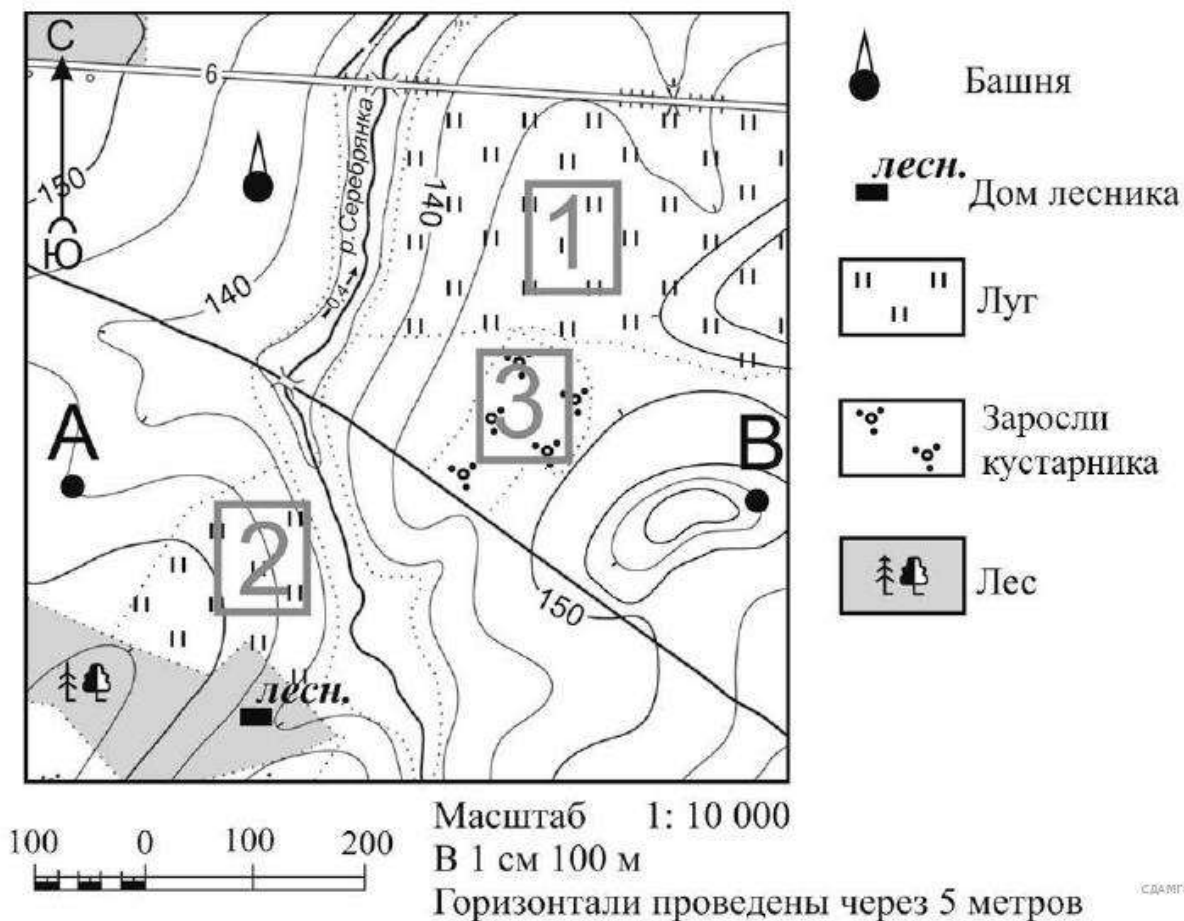 С
6
Башня
150
р. Серебрянка
140
1
лесн.
Дом лесника
Ю
0,4
140
Луг
3
А
В
Заросли
кустарника
2
150
Лес
лесн.
Масштаб 1: 10 000
100 0 100 200
В 1 см 100 м
Горизонтали проведены через 5 метров
СДАМГ